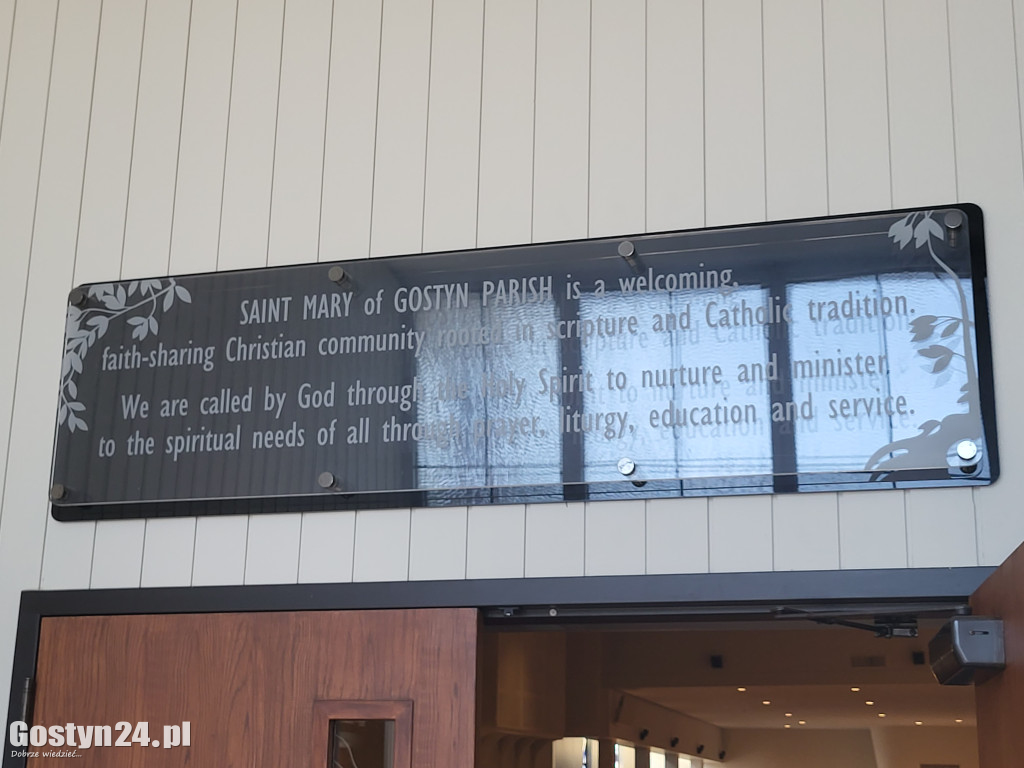 SAINT MARY of GOSTYN PARISH is a welcoming,
faith-sharing Christian community rooted in scripture and Catholic tradition.
We are called by God through the Holy Spirit to nurture and minister
to the spiritual needs of all through prayer, liturgy, education and service.
Gostyn24.pl
Dobrze wiedzieć...